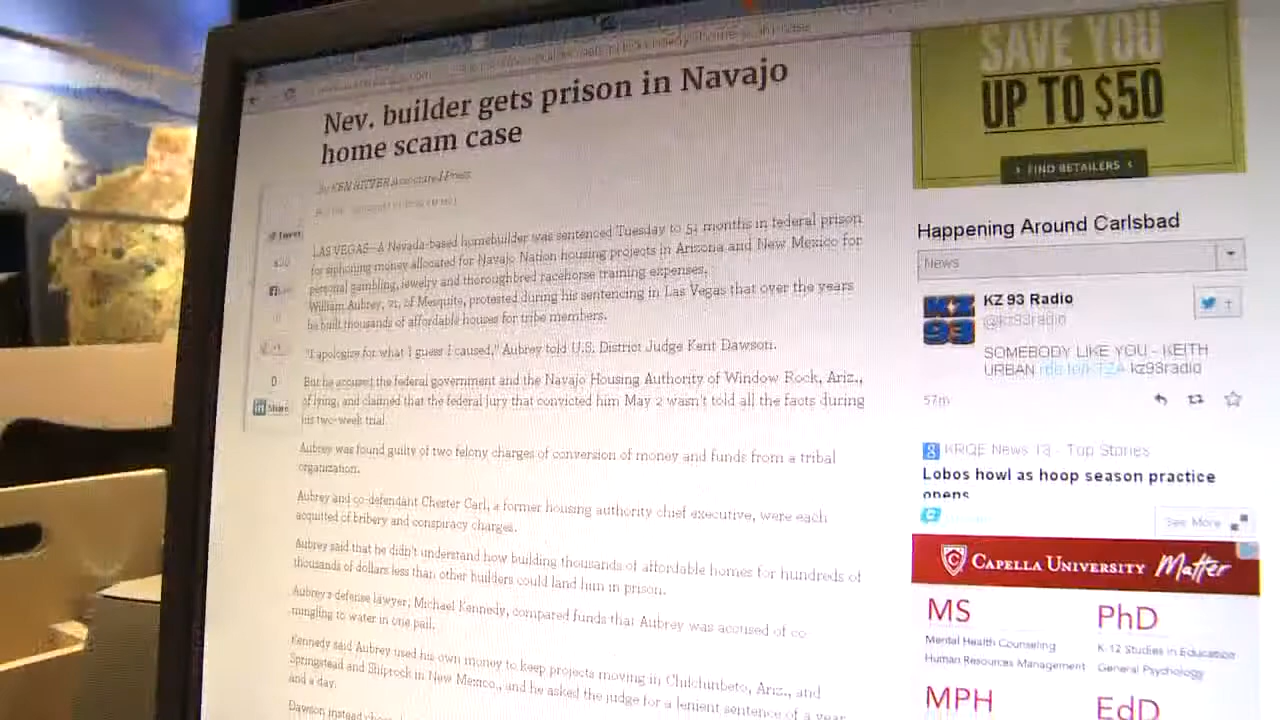 Nev. builder gets prison in Navajo
home scam case
By KEN RITTER Associated Press
LAS VEGAS—A Nevada-based homebuilder was sentenced Tuesday to 54 months in federal prison
for siphoning money allocated for Navajo Nation housing projects in Arizona and New Mexico for
personal gambling, jewelry and thoroughbred racehorse training expenses.
William Aubrey, 71, of Mesquite, protested during his sentencing in Las Vegas that over the years
he built thousands of affordable houses for tribe members.
"I apologize for what I guess I caused," Aubrey told U.S. District Judge Kent Dawson.
But he accused the federal government and the Navajo Housing Authority of Window Rock, Ariz.,
of lying, and claimed that the federal jury that convicted him May 2 wasn't told all the facts during
his two-week trial.
Aubrey was found guilty of two felony charges of conversion of money and funds from a tribal
organization.
Aubrey and co-defendant Chester Carl, a former housing authority chief executive, were each
acquitted of bribery and conspiracy charges.
Aubrey said that he didn't understand how building thousands of affordable homes for hundreds of
thousands of dollars less than other builders could land him in prison.
Aubrey's defense lawyer, Michael Kennedy, compared funds that Aubrey was accused of co-
mingling to water in one pail.
Kennedy said Aubrey used his own money to keep projects moving in Chilchinbeto, Ariz., and
Springstead and Shiprock in New Mexico, and he asked the judge for a lenient sentence of a year
and a day.
Dawson instead
Tweet
0
Share
SAVE YOU
UP TO $50
› FIND RETAILERS ‹
Happening Around Carlsbad
News
KZ 93 Radio
@kz93radio
KZ
93
SOMEBODY LIKE YOU - KEITH
URBAN kz93radio
57m
KRQE News 13 - Top Stories
Lobos howl as hoop season practice
opens
See More
CAPELLA UNIVERSITY Matter
MS
Mental Health Counseling
Human Resources Management
PhD
K-12 Studies in Education
General Psychology
MPH
EdD